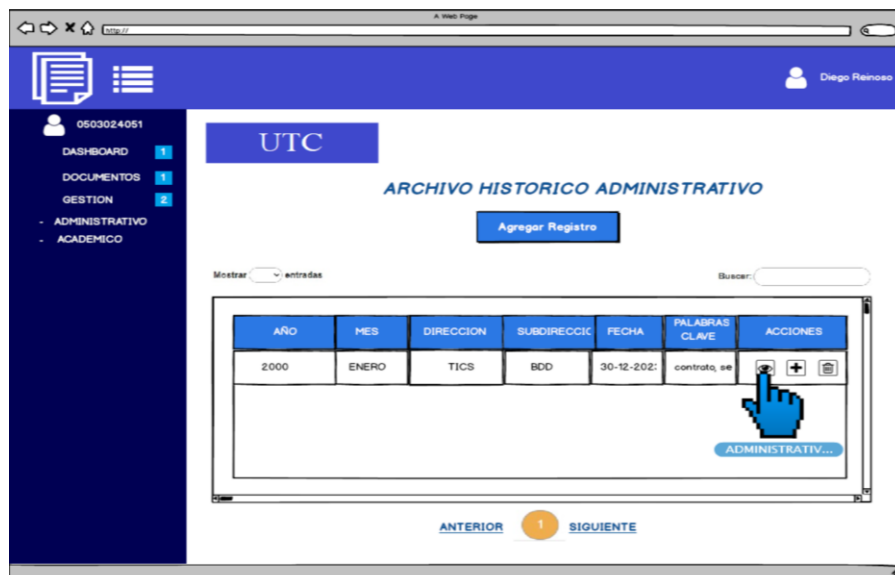 A Web Page
http://
Diego Reinoso
0503024051
DASHBOARD 1
DOCUMENTOS 1
GESTION 2
- ADMINISTRATIVO
- ACADEMICO
UTC
ARCHIVO HISTORICO ADMINISTRATIVO
Agregar Registro
Mostrar entradas
Buscar:
AÑO MES DIRECCION SUBDIRECCIC FECHA PALABRAS CLAVE ACCIONES
2000 ENERO TICS BDD 30-12-202: contrato, se
ADMINISTRATIV...
ANTERIOR 1 SIGUIENTE